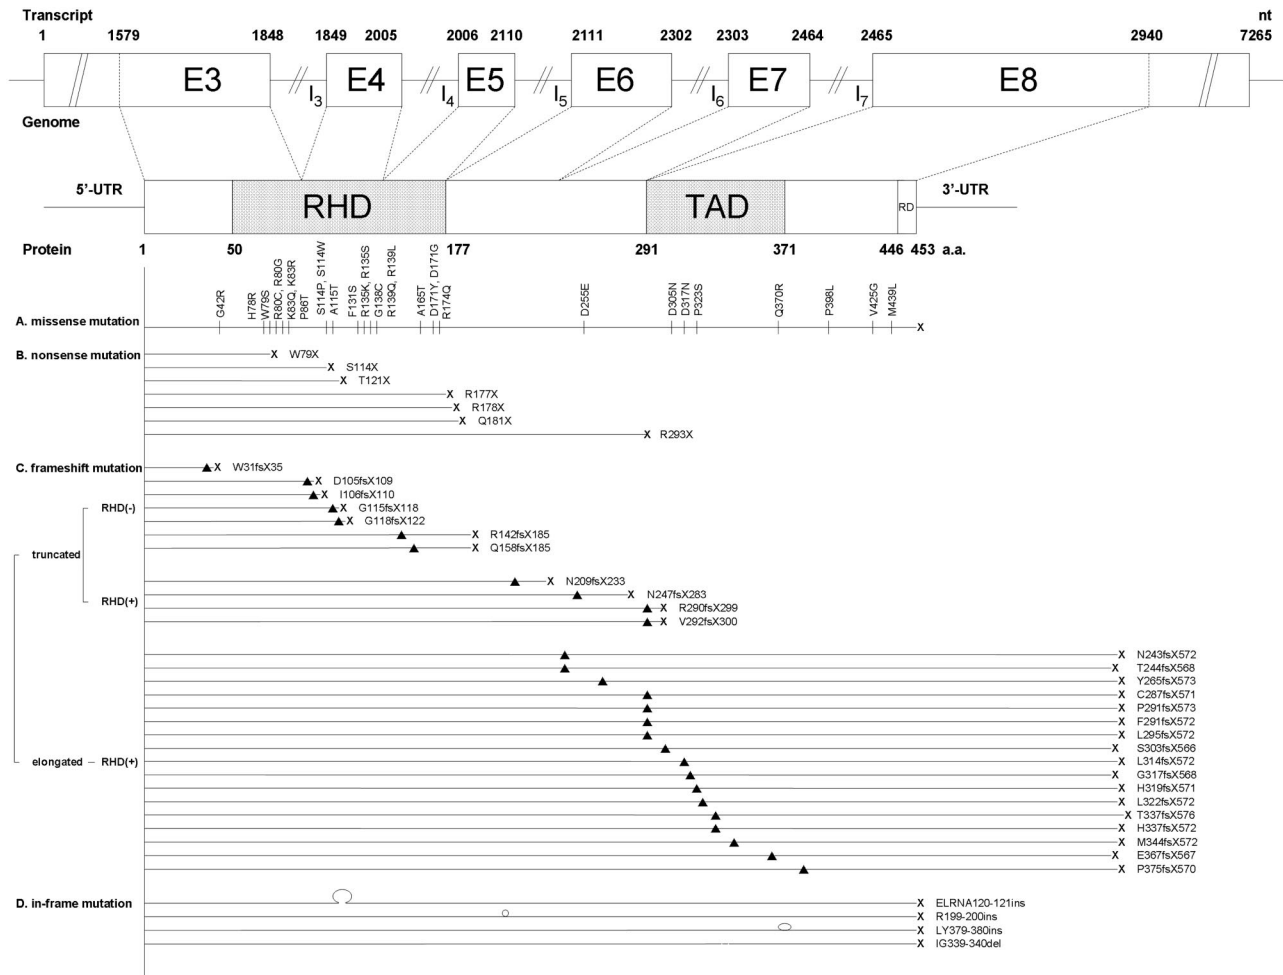 Transcript nt
1 1579 1848 1849 2005 2006 2110 2111 2302 2303 2464 2465 2940 7265
E3 E4 E5 E6 E7 E8
I3 I4 I5 I6 I7
Genome
5'-UTR RHD TAD RD 3'-UTR
Protein 1 50 177 291 371 446 453 a.a.
G42R
H78R
W79S
R80C, R80G
K83Q, K83R
P86T
S114P, S114W
A115T
F131S
R135K, R135S
G138C
R139Q, R139L
A165T
D171Y, D171G
R174Q
D255E
D305N
D317N
P323S
Q370R
P398L
V425G
M439L
A. missense mutation X
B. nonsense mutation X W79X
X S114X
X T121X
X R177X
X R178X
X Q181X
X R293X
C. frameshift mutation X W31fsX35
X D105fsX109
X I106fsX110
RHD(-) X G115fsX118
X G118fsX122
X R142fsX185
truncated X Q158fsX185
X N209fsX233
RHD(+) X N247fsX283
X R290fsX299
X V292fsX300
X N243fsX572
X T244fsX568
X Y265fsX573
X C287fsX571
X P291fsX573
X F291fsX572
X L295fsX572
X S303fsX566
elongated RHD(+) X L314fsX572
X G317fsX568
X H319fsX571
X L322fsX572
X T337fsX576
X H337fsX572
X M344fsX572
X E367fsX567
X P375fsX570
D. in-frame mutation X ELRNA120-121ins
X R199-200ins
X LY379-380ins
X IG339-340del